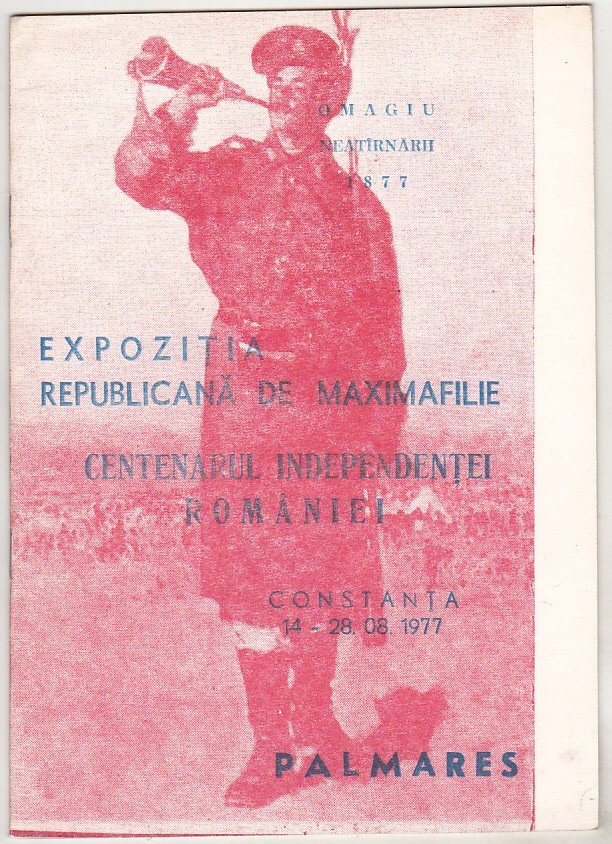 OMAGIU
NEATÎRNĂRII
1877
EXPOZIȚIA
REPUBLICANĂ DE MAXIMAFILIE
CENTENARUL INDEPENDENȚEI
ROMÂNIEI
CONSTANȚA
14 - 28. 08. 1977
PALMARES